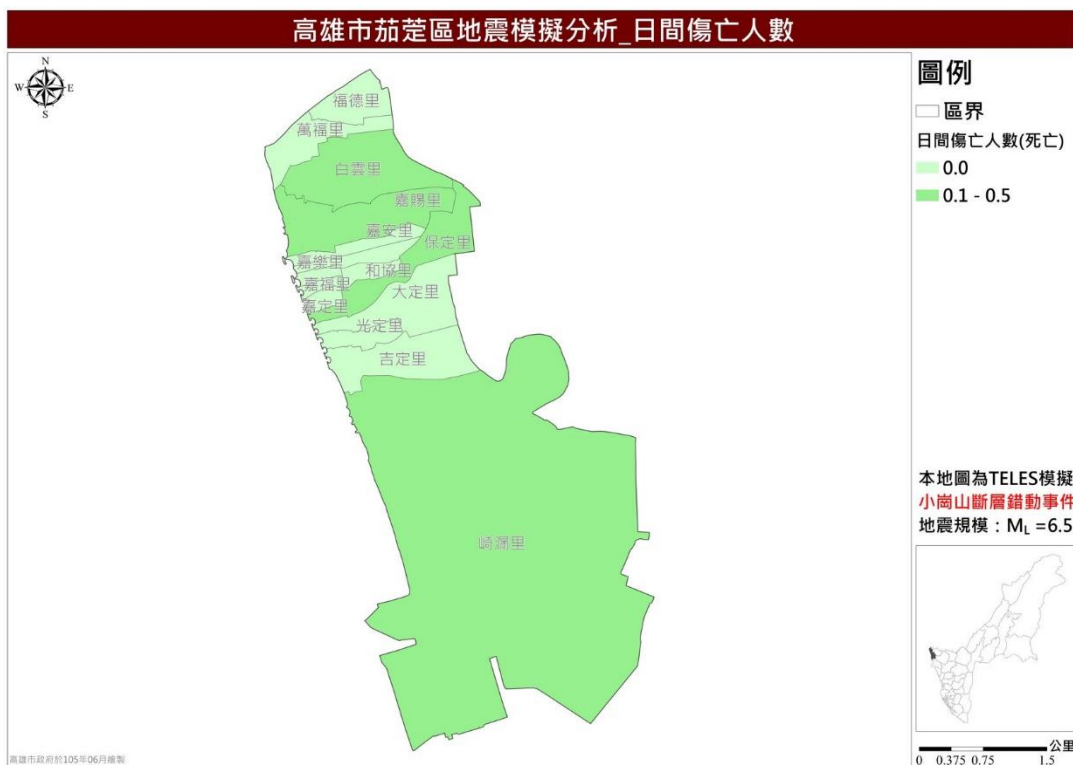 高雄市茄萣區地震模擬分析_日間傷亡人數
N
W
E
S
福德里
萬福里
白雲里
嘉賜里
嘉安里
保定里
嘉樂里
和協里
嘉福里
大定里
嘉定里
光定里
吉定里
崎漏里
圖例
區界
日間傷亡人數(死亡)
0.0
0.1 - 0.5
本地圖為TELES模擬
小崗山斷層錯動事件
地震規模：ML =6.5
公里
0 0.375 0.75 1.5
高雄市政府於105年06月繪製